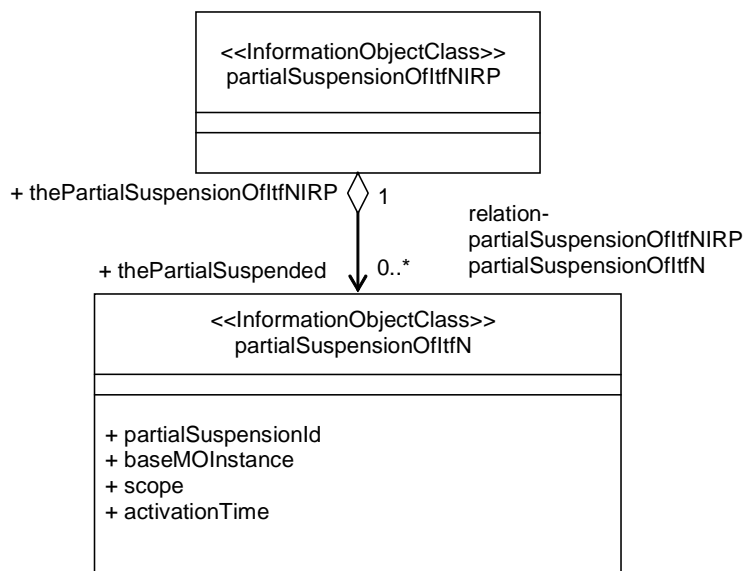 <<InformationObjectClass>>
partialSuspensionOfItfNIRP
+ thePartialSuspensionOfItfNIRP
1
relation-
partialSuspensionOfItfNIRP
partialSuspensionOfItfN
+ thePartialSuspended
0..*
<<InformationObjectClass>>
partialSuspensionOfItfN
+ partialSuspensionId
+ baseMOInstance
+ scope
+ activationTime